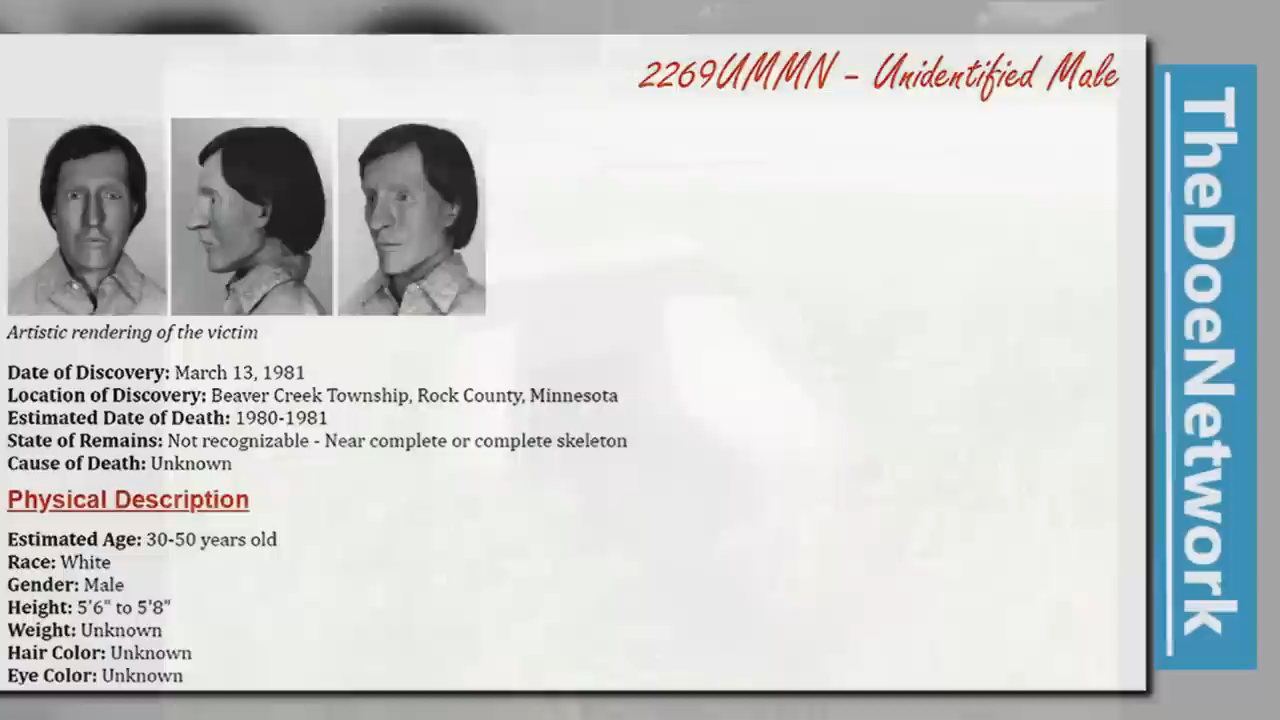 2269UMMN - Unidentified Male
Artistic rendering of the victim
Date of Discovery: March 13, 1981
Location of Discovery: Beaver Creek Township, Rock County, Minnesota
Estimated Date of Death: 1980-1981
State of Remains: Not recognizable - Near complete or complete skeleton
Cause of Death: Unknown
Physical Description
Estimated Age: 30-50 years old
Race: White
Gender: Male
Height: 5'6" to 5'8"
Weight: Unknown
Hair Color: Unknown
Eye Color: Unknown
TheDoeNetwork